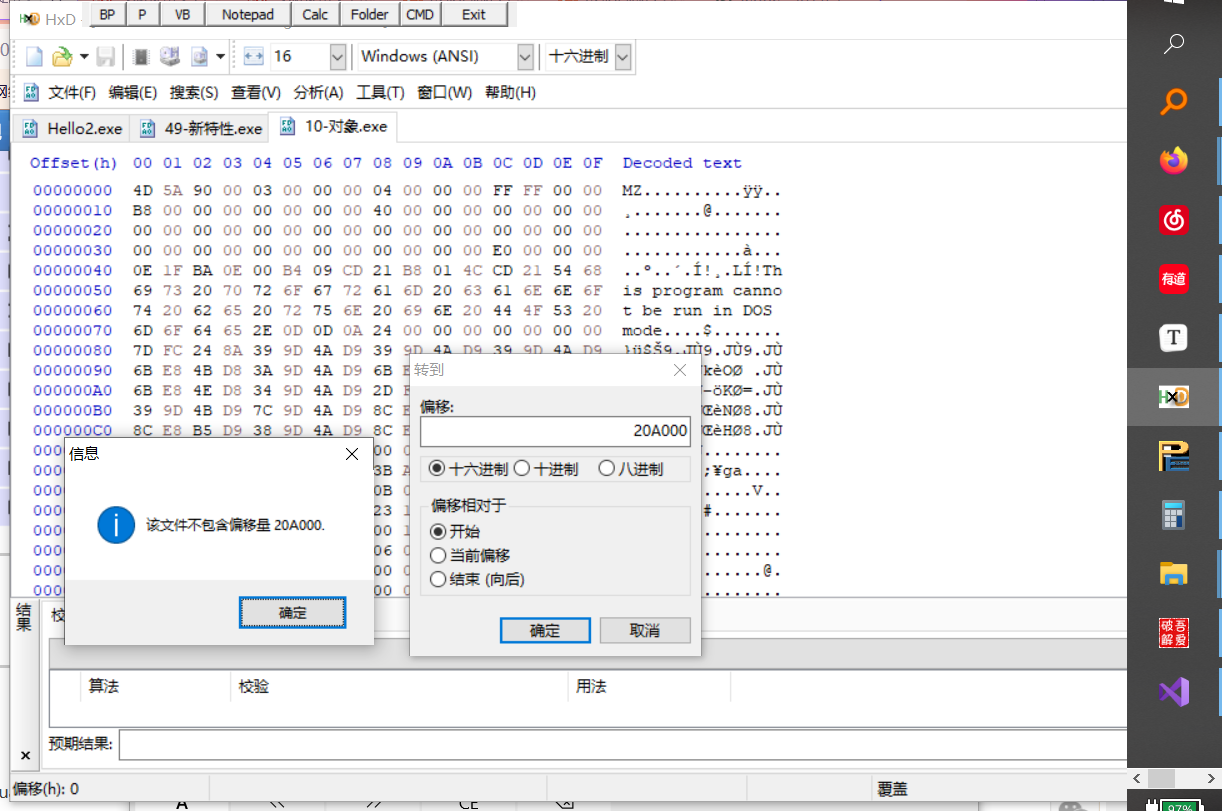 HxD
BP P VB Notepad Calc Folder CMD Exit
16 Windows (ANSI) 十六进制
文件(F) 编辑(E) 搜索(S) 查看(V) 分析(A) 工具(T) 窗口(W) 帮助(H)
Hello2.exe 49-新特性.exe 10-对象.exe
Offset(h) 00 01 02 03 04 05 06 07 08 09 0A 0B 0C 0D 0E 0F Decoded text
00000000 4D 5A 90 00 03 00 00 00 04 00 00 00 FF FF 00 00 MZ..........ÿÿ..
00000010 B8 00 00 00 00 00 00 00 40 00 00 00 00 00 00 00 ¸.......@.......
00000020 00 00 00 00 00 00 00 00 00 00 00 00 00 00 00 00 ................
00000030 00 00 00 00 00 00 00 00 00 00 00 00 E0 00 00 00 ............à...
00000040 0E 1F BA 0E 00 B4 09 CD 21 B8 01 4C CD 21 54 68 ..º..´.Í!¸.LÍ!Th
00000050 69 73 20 70 72 6F 67 72 61 6D 20 63 61 6E 6E 6F is program canno
00000060 74 20 62 65 20 72 75 6E 20 69 6E 20 44 4F 53 20 t be run in DOS
00000070 6D 6F 64 65 2E 0D 0D 0A 24 00 00 00 00 00 00 00 mode....$.......
00000080 7D FC 24 8A 39 9D 4A D9 39 9D 4A D9 39 9D 4A D9 }ü$Š9.JÙ9.JÙ9.JÙ
00000090 6B E8 4B D8 3A 9D 4A D9 6B kèOØ .JÙ
000000A0 6B E8 4E D8 34 9D 4A D9 2D –öKØ=.JÙ
000000B0 39 9D 4B D9 7C 9D 4A D9 8C ŒèNØ8.JÙ
000000C0 8C E8 B5 D9 38 9D 4A D9 8C ŒèHØ8.JÙ
转到
偏移:
20A000
十六进制 十进制 八进制
偏移相对于
开始
当前偏移
结束 (向后)
确定 取消
信息
该文件不包含偏移量 20A000.
确定
;¥ga....
结果
算法 校验 用法
预期结果:
偏移(h): 0 覆盖
有道
T
HxD
破吾
解爱
97%
CE